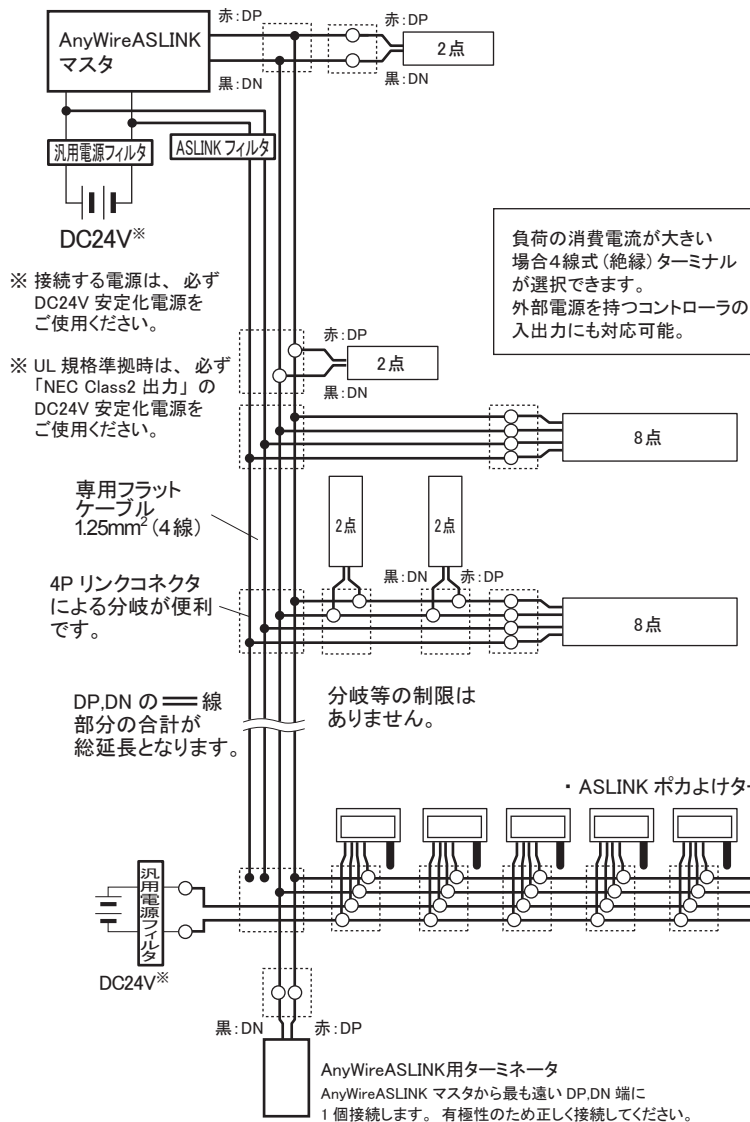 AnyWireASLINK
マスタ
赤:DP
黒:DN
赤:DP
2点
黒:DN
汎用電源フィルタ
ASLINK フィルタ
DC24V※
※ 接続する電源は、必ず
DC24V 安定化電源を
ご使用ください。
※ UL 規格準拠時は、必ず
「NEC Class2 出力」の
DC24V 安定化電源を
ご使用ください。
負荷の消費電流が大きい
場合4線式(絶縁)ターミナル
が選択できます。
外部電源を持つコントローラの
入出力にも対応可能。
赤:DP
2点
黒:DN
8点
専用フラット
ケーブル
1.25mm²(4線)
2点
2点
黒:DN
赤:DP
4P リンクコネクタ
による分岐が便利
です。
8点
DP,DN の 線
部分の合計が
総延長となります。
分岐等の制限は
ありません。
・ ASLINK ポカよけター
汎用電源フィルタ
DC24V※
黒:DN
赤:DP
AnyWireASLINK用ターミネータ
AnyWireASLINK マスタから最も遠い DP,DN 端に
1 個接続します。有極性のため正しく接続してください。